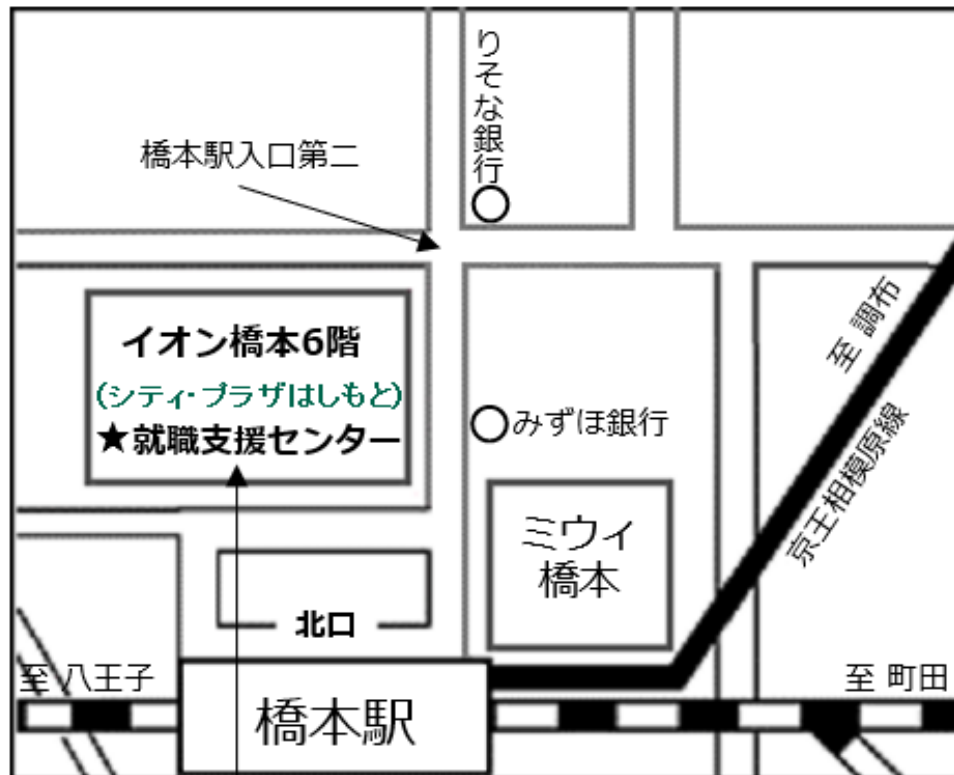 りそな銀行
橋本駅入口第二
イオン橋本6階
(シティ・プラザはしもと)
★就職支援センター
みずほ銀行
至 調布
京王相模原線
ミウィ
橋本
北口
至 八王子
至 町田
橋本駅